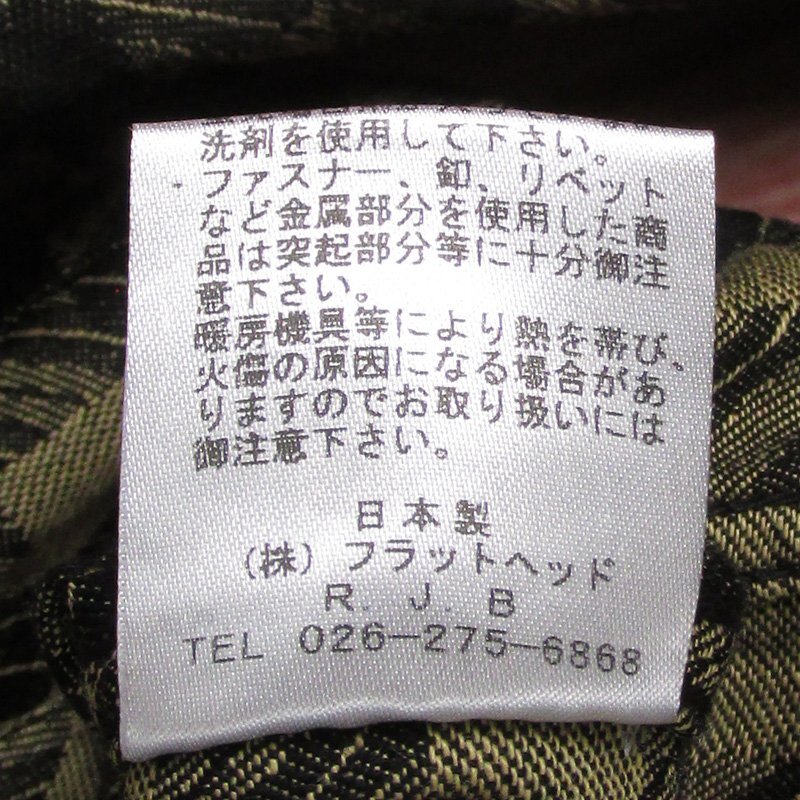 洗剤を使用して下さい。
・ファスナー、釦、リベット
など金属部分を使用した商
品は突起部分等に十分御注
意下さい。
暖房機具等により熱を帯び、
火傷の原因になる場合があ
りますのでお取り扱いには
御注意下さい。
日本製
(株) フラットヘッド
R. J. B
TEL 026-275-6868